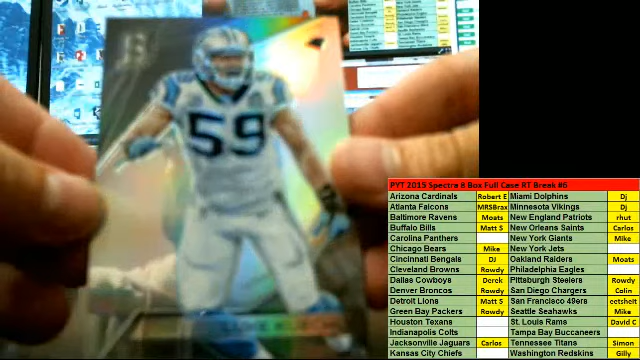 59
PYT 2015 Spectra 8 Box Full Case RT Break #6
Arizona Cardinals Robert E Miami Dolphins Dj
Atlanta Falcons MRSBrax Minnesota Vikings Dj
Baltimore Ravens Moats New England Patriots rhut
Buffalo Bills Matt S New Orleans Saints Carlos
Carolina Panthers New York Giants Mike
Chicago Bears Mike New York Jets
Cincinnati Bengals DJ Oakland Raiders Moats
Cleveland Browns Rowdy Philadelphia Eagles
Dallas Cowboys Derek Pittsburgh Steelers Rowdy
Denver Broncos Rowdy San Diego Chargers Colin
Detroit Lions Matt S San Francisco 49ers
Green Bay Packers Rowdy Seattle Seahawks Mike
Houston Texans St. Louis Rams David C
Indianapolis Colts Tampa Bay Buccaneers
Jacksonville Jaguars Carlos Tennessee Titans Simon
Kansas City Chiefs Washington Redskins